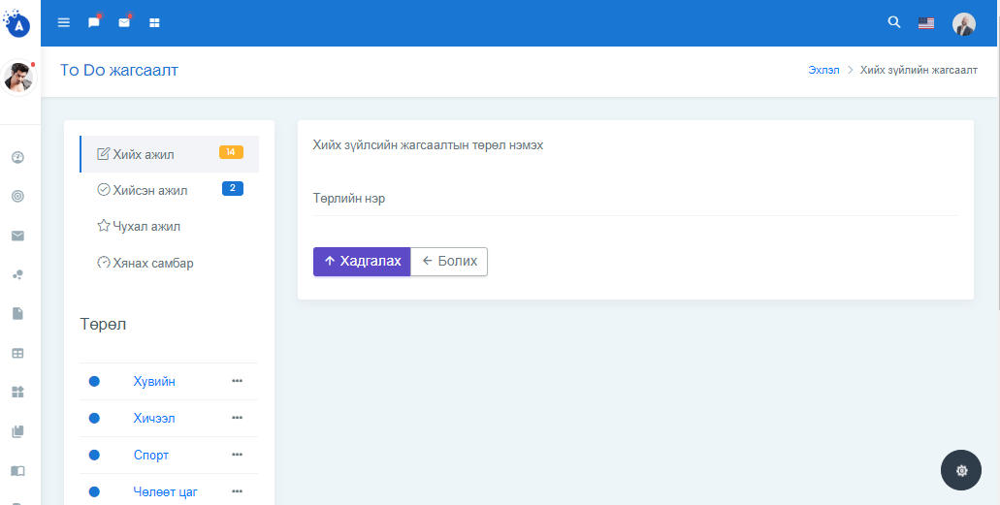 A
To Do жагсаалт
Эхлэл > Хийх зүйлийн жагсаалт
Хийх ажил 14
Хийсэн ажил 2
Чухал ажил
Хянах самбар
Төрөл
Хувийн
Хичээл
Спорт
Чөлөөт цаг
Хийх зүйлсийн жагсаалтын төрөл нэмэх
Төрлийн нэр
Хадгалах
Болих